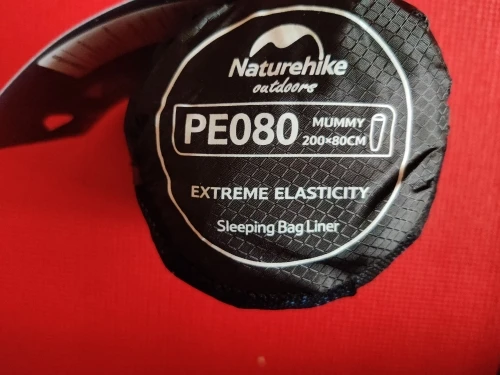 Naturehike
outdoors
PE080
MUMMY
200×80CM
EXTREME ELASTICITY
Sleeping Bag Liner